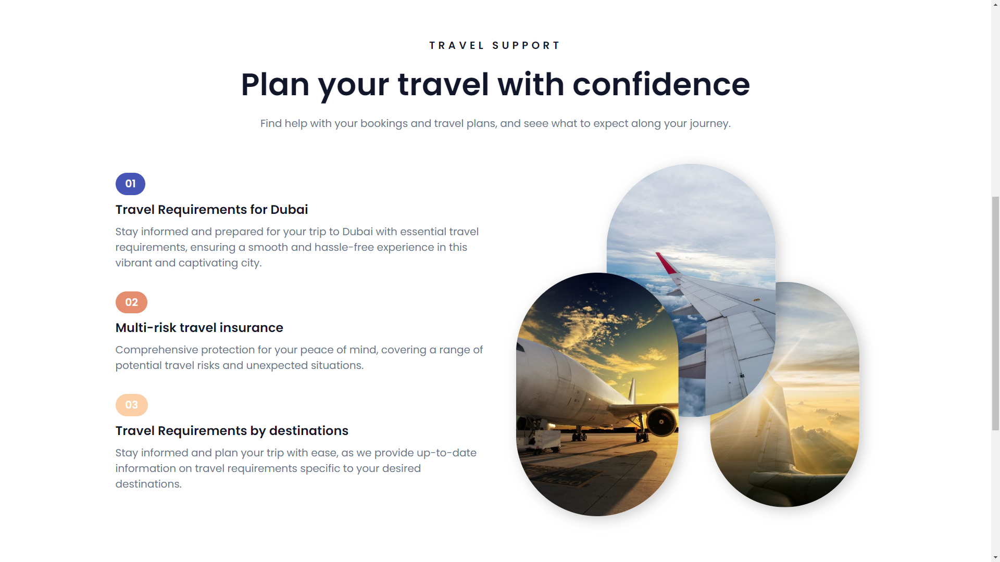 TRAVEL SUPPORT
Plan your travel with confidence
Find help with your bookings and travel plans, and seee what to expect along your journey.
01
Travel Requirements for Dubai
Stay informed and prepared for your trip to Dubai with essential travel
requirements, ensuring a smooth and hassle-free experience in this
vibrant and captivating city.
02
Multi-risk travel insurance
Comprehensive protection for your peace of mind, covering a range of
potential travel risks and unexpected situations.
03
Travel Requirements by destinations
Stay informed and plan your trip with ease, as we provide up-to-date
information on travel requirements specific to your desired
destinations.